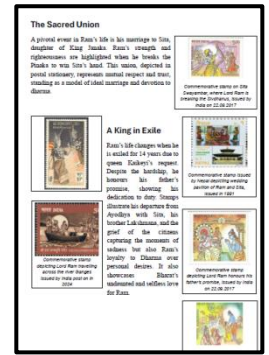 The Sacred Union
A pivotal event in Ram's life is his marriage to Sita,
daughter of King Janaka. Ram's strength and
righteousness are highlighted when he breaks the
Pinaka to win Sita's hand. This union, depicted in
postal stationery, represents mutual respect and trust,
standing as a model of ideal marriage and devotion to
dharma.
Commemorative stamp on Sita
Swayamber, where Lord Ram is
breaking the Sivdhanus, issued by
India on 22.09.2017
A King in Exile
Ram's life changes when he
is exiled for 14 years due to
queen Kaikeyi's request.
Despite the hardship, he
honours his father's
promise, showing his
dedication to duty. Stamps
illustrate his departure from
Ayodhya with Sita, his
brother Lakshmana, and the
grief of the citizens
capturing the moments of
sadness but also Ram's
loyalty to Dharma over
personal desires. It also
showcases Bharat's
undaunted and selfless love
for Ram.
Commemorative stamp
depicting Lord Ram travelling
across the river Ganges
issued by India post on in
2024
Commemorative stamp issued
by Nepal depicting wedding
pavilion of Ram and Sita,
issued in 1991
Commemorative stamp
depicting Lord Ram honours his
father's promise, issued by India
on 22.09.2017